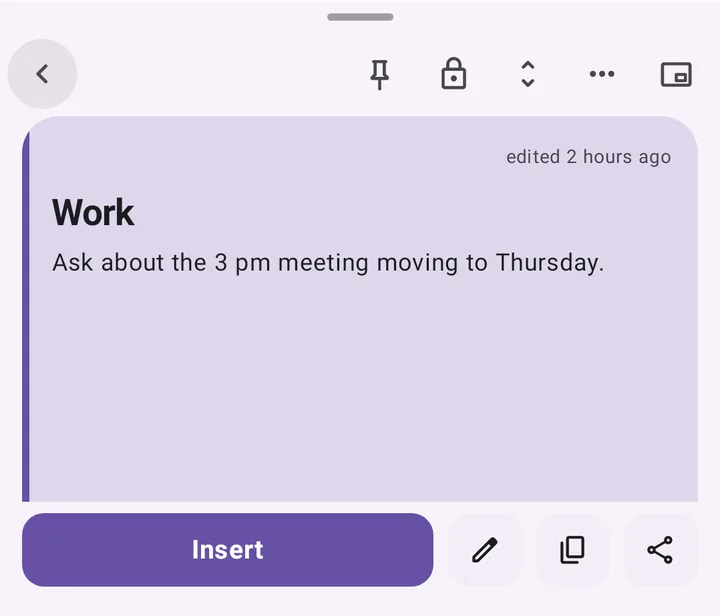 edited 2 hours ago
Work
Ask about the 3 pm meeting moving to Thursday.
Insert